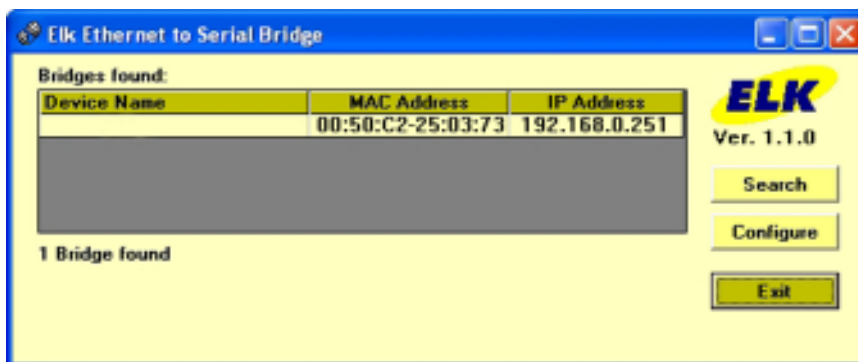 Elk Ethernet to Serial Bridge
Bridges found:
Device Name MAC Address IP Address
00:50:C2-25:03:73 192.168.0.251
ELK
Ver. 1.1.0
Search
Configure
1 Bridge found
Exit